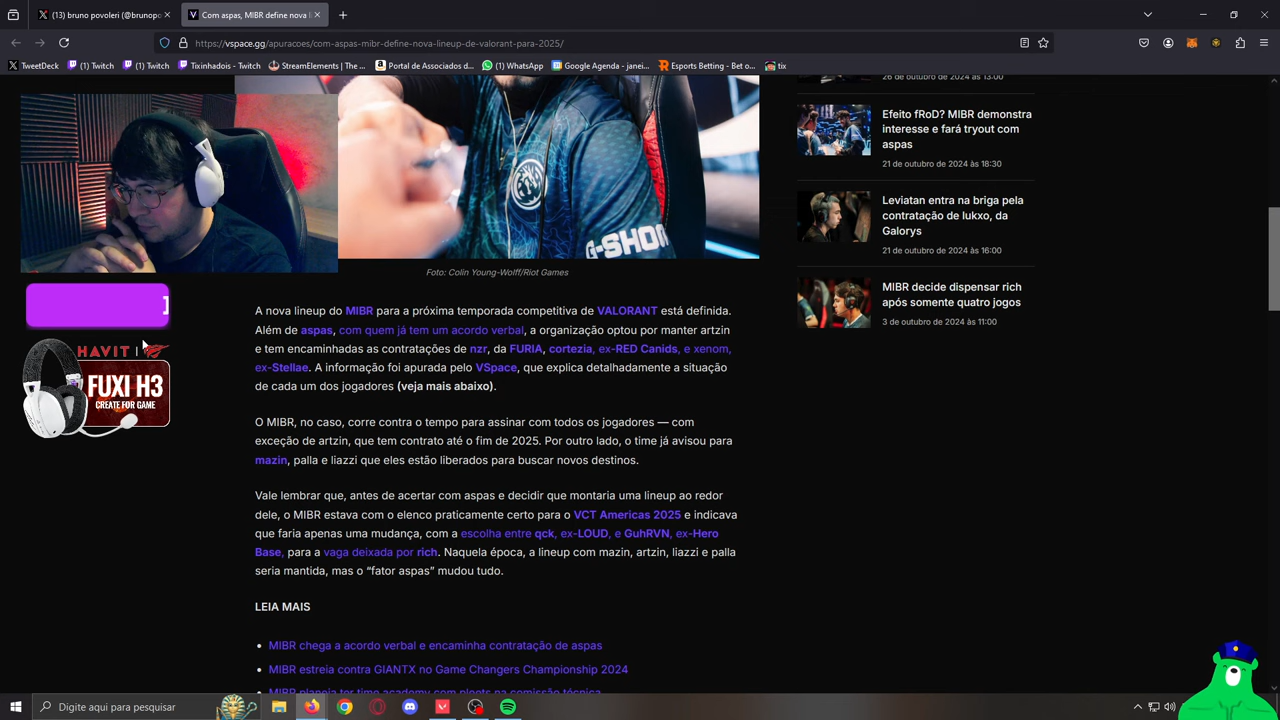 (13) bruno povoleri (@brunopo
Com aspas, MIBR define nova l
https://vspace.gg/apuracoes/com-aspas-mibr-define-nova-lineup-de-valorant-para-2025/
TweetDeck
(1) Twitch
(1) Twitch
Tixinhadois - Twitch
StreamElements | The ...
Portal de Associados d...
(1) WhatsApp
Google Agenda - janei...
Esports Betting - Bet o...
tix
26 de outubro de 2024 às 13:00
Efeito fRoD? MIBR demonstra
interesse e fará tryout com
aspas
21 de outubro de 2024 às 18:30
Leviatan entra na briga pela
contratação de lukxo, da
Galorys
21 de outubro de 2024 às 16:00
MIBR decide dispensar rich
após somente quatro jogos
3 de outubro de 2024 às 11:00
G-SHOCK
Foto: Colin Young-Wolff/Riot Games
]
HAVIT
FUXI H3
CREATE FOR GAME
A nova lineup do MIBR para a próxima temporada competitiva de VALORANT está definida.
Além de aspas, com quem já tem um acordo verbal, a organização optou por manter artzin
e tem encaminhadas as contratações de nzr, da FURIA, cortezia, ex-RED Canids, e xenom,
ex-Stellae. A informação foi apurada pelo VSpace, que explica detalhadamente a situação
de cada um dos jogadores (veja mais abaixo).
O MIBR, no caso, corre contra o tempo para assinar com todos os jogadores — com
exceção de artzin, que tem contrato até o fim de 2025. Por outro lado, o time já avisou para
mazin, palla e liazzi que eles estão liberados para buscar novos destinos.
Vale lembrar que, antes de acertar com aspas e decidir que montaria uma lineup ao redor
dele, o MIBR estava com o elenco praticamente certo para o VCT Americas 2025 e indicava
que faria apenas uma mudança, com a escolha entre qck, ex-LOUD, e GuhRVN, ex-Hero
Base, para a vaga deixada por rich. Naquela época, a lineup com mazin, artzin, liazzi e palla
seria mantida, mas o “fator aspas” mudou tudo.
LEIA MAIS
• MIBR chega a acordo verbal e encaminha contratação de aspas
• MIBR estreia contra GIANTX no Game Changers Championship 2024
• MIBR planeja ter time academy com pleets na comissão técnica
Digite aqui para pesquisar